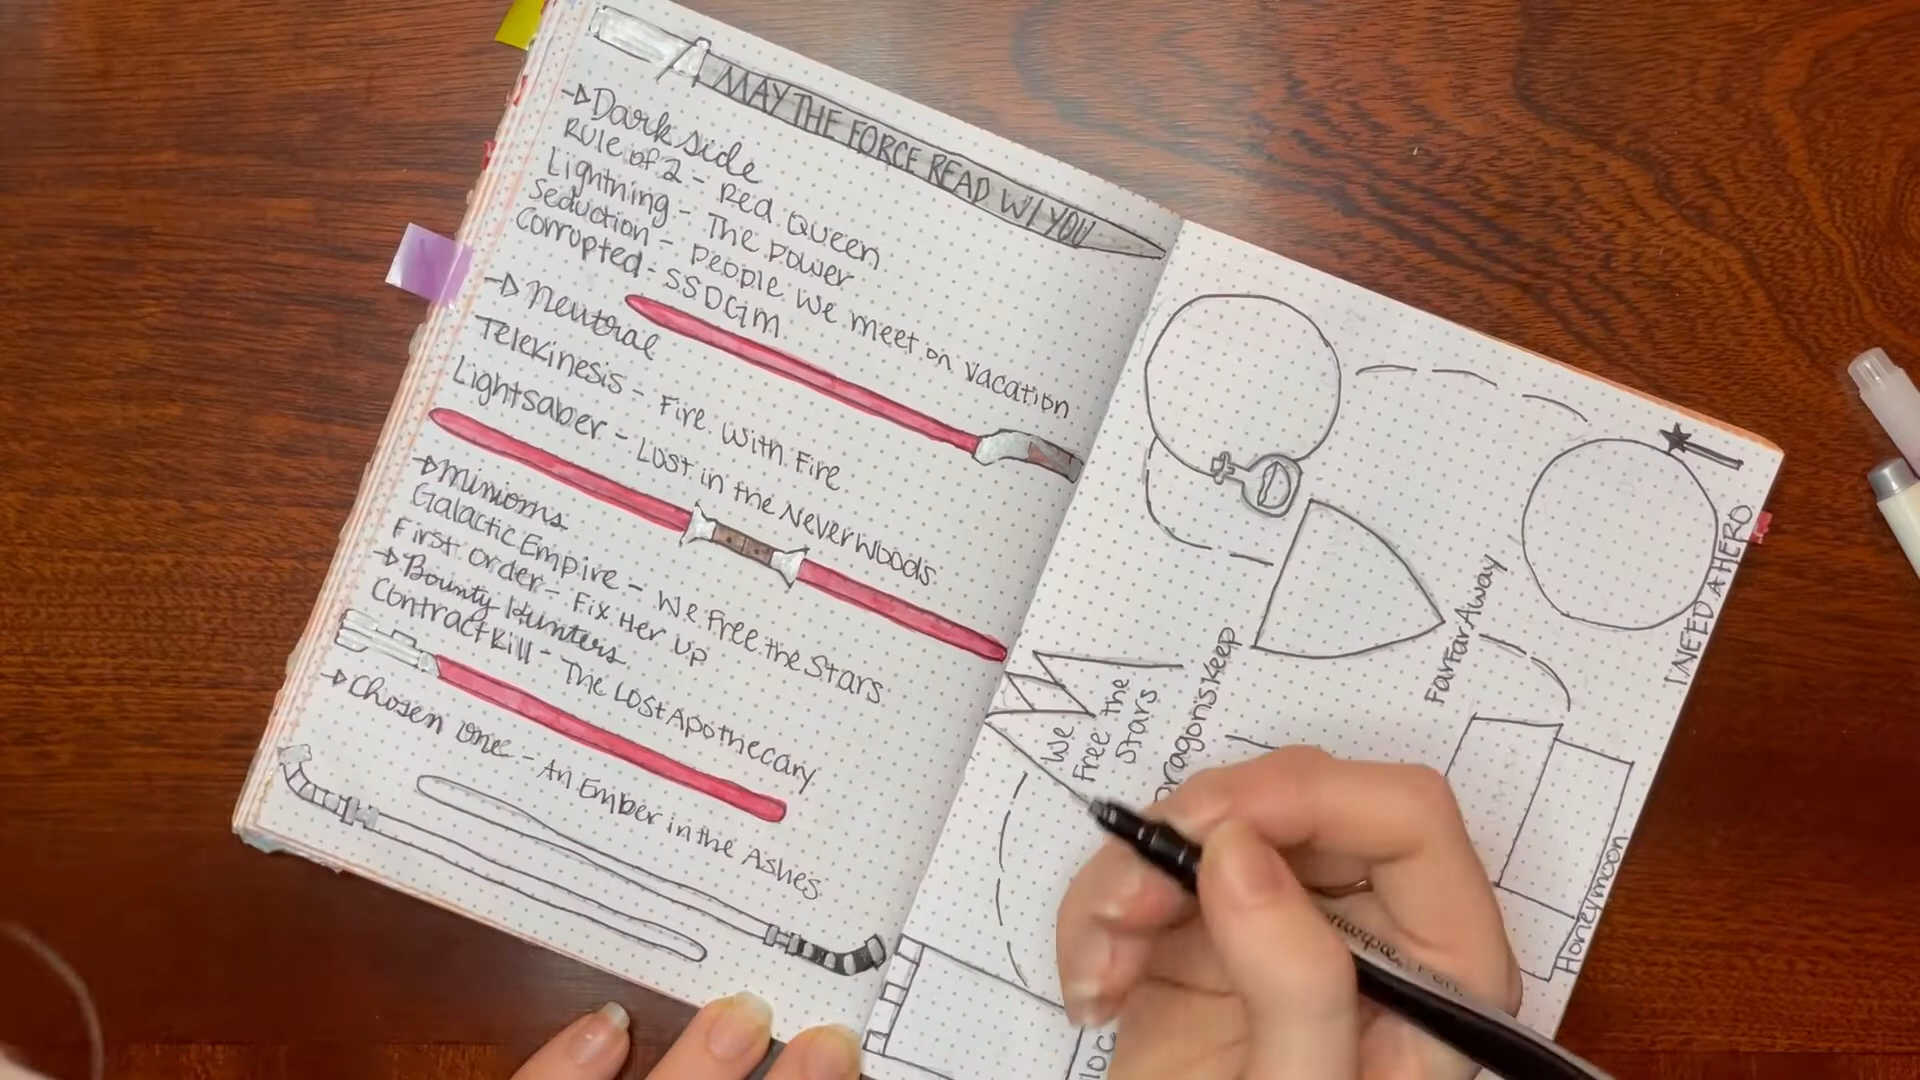 MAY THE FORCE READ W/ YOU
Dark side
Rule of 2 - Red Queen
Lightning - The Power
Seduction - People we meet on vacation
Corrupted - SSDGM
Neutral
Telekinesis - Fire With Fire
Lightsaber - Lost in the Never Woods
Minions
Galactic Empire - We Free the Stars
First Order - Fix Her Up
Bounty Hunters
Contract Kill - The Lost Apothecary
Chosen One - An Ember in the Ashes
We
Free the
Stars
Dragon's Keep
Far Far Away
I NEED A HERO
Honeymoon